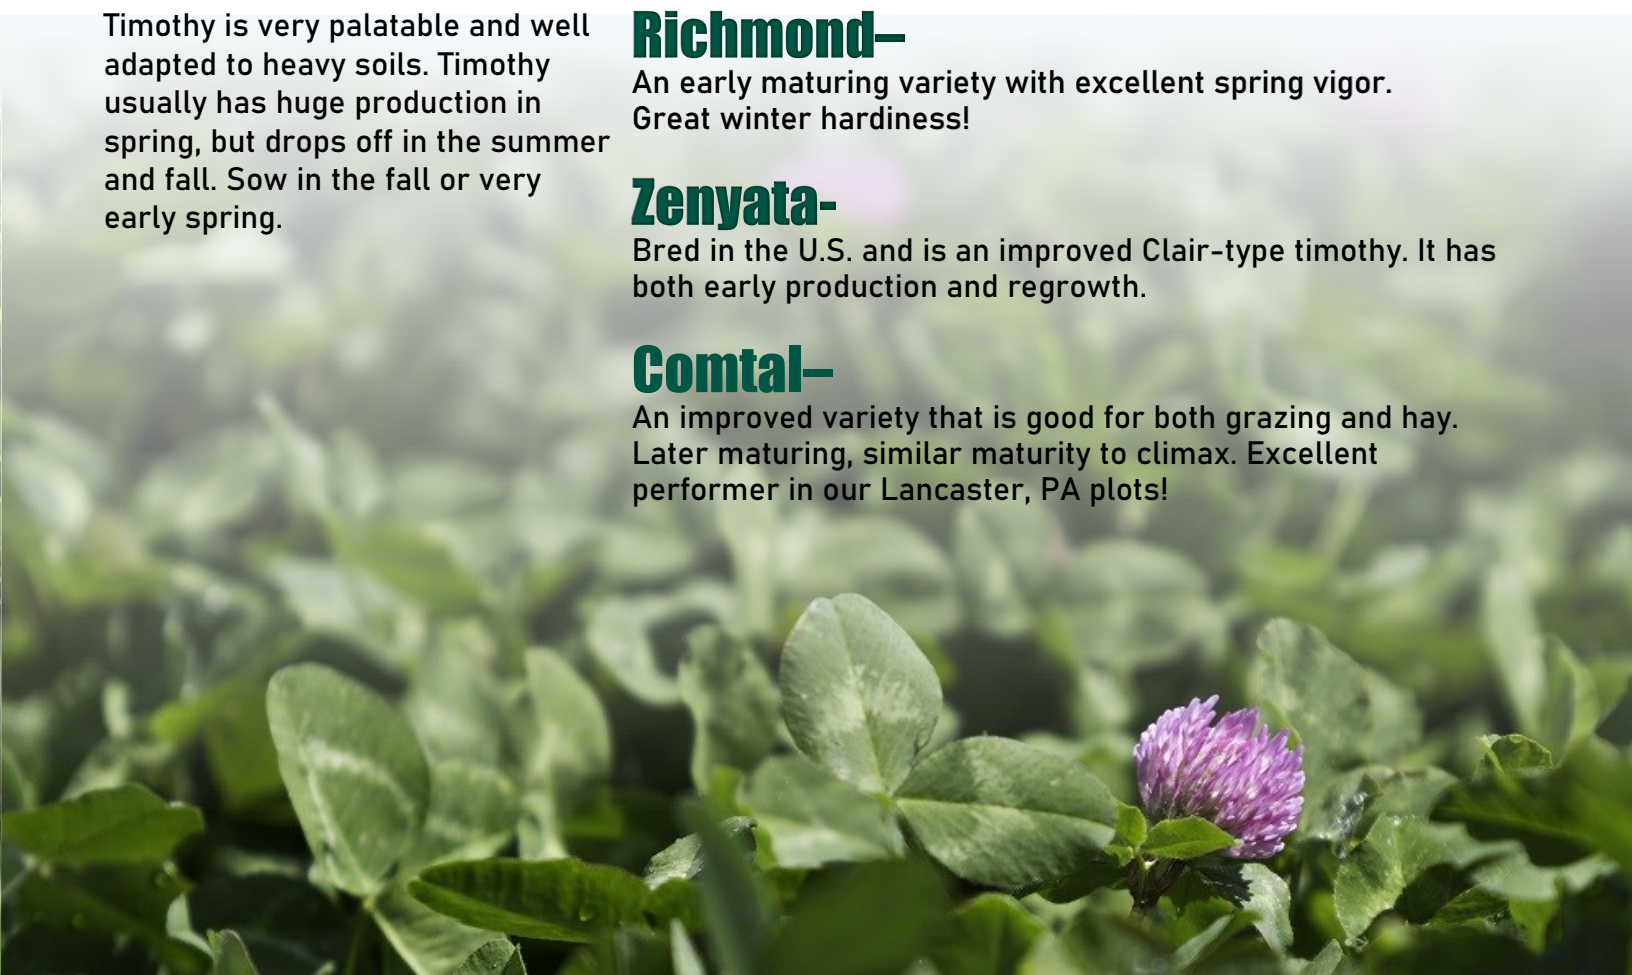 Timothy is very palatable and well
adapted to heavy soils. Timothy
usually has huge production in
spring, but drops off in the summer
and fall. Sow in the fall or very
early spring.
Richmond–
An early maturing variety with excellent spring vigor.
Great winter hardiness!
Zenyata-
Bred in the U.S. and is an improved Clair-type timothy. It has
both early production and regrowth.
Comtal–
An improved variety that is good for both grazing and hay.
Later maturing, similar maturity to climax. Excellent
performer in our Lancaster, PA plots!